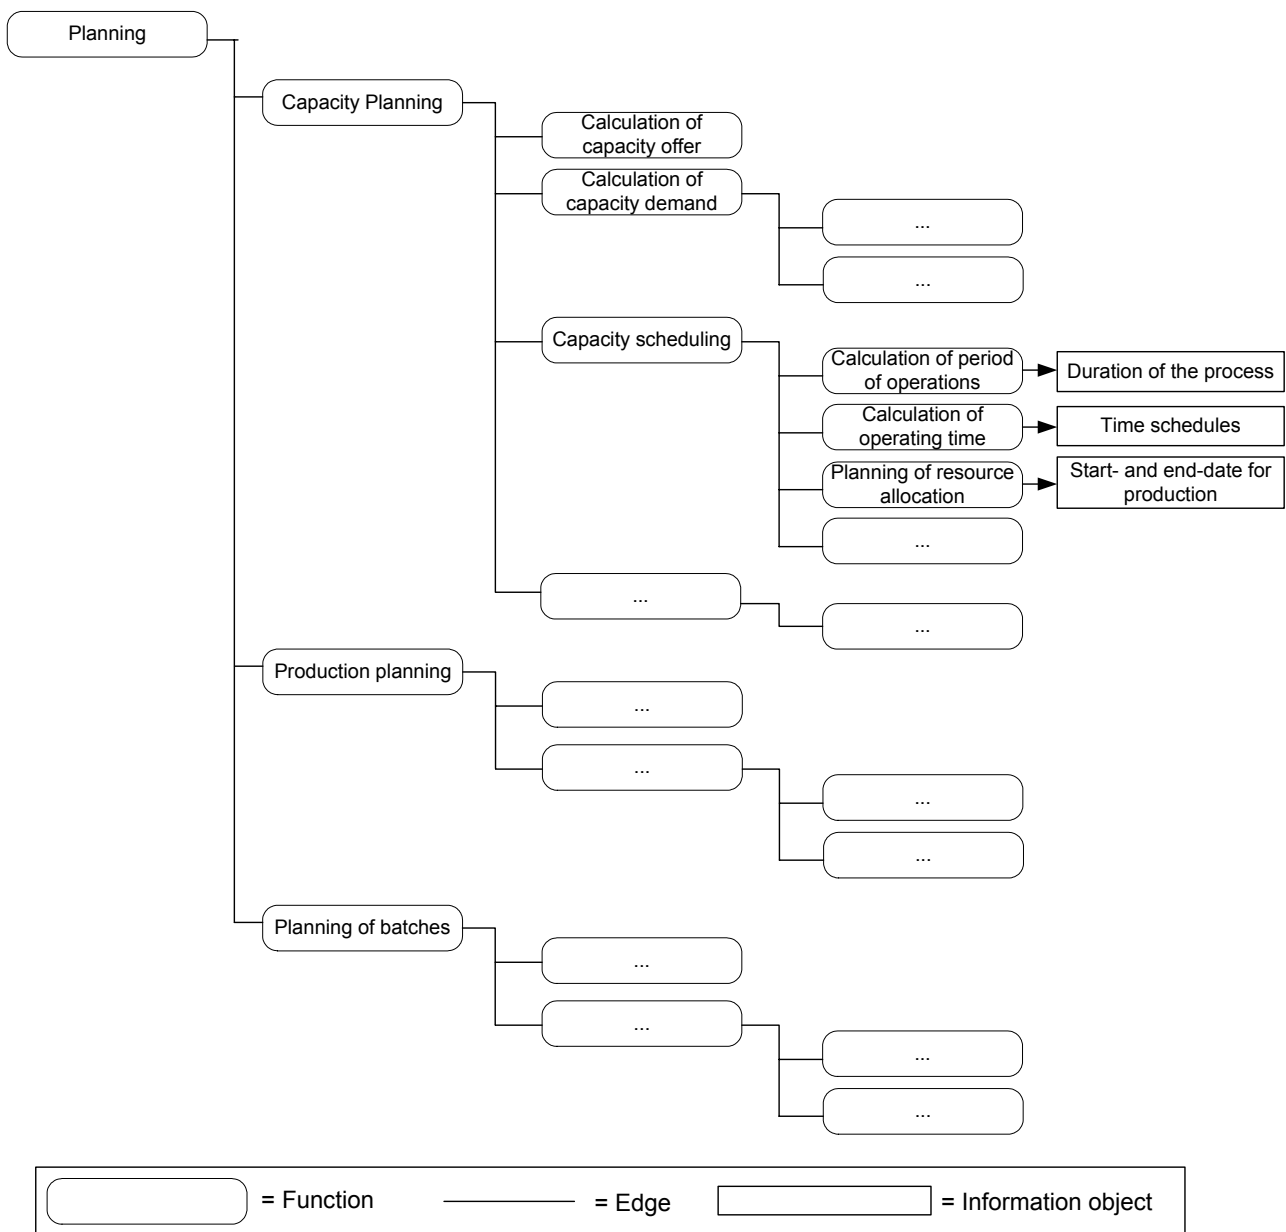 Planning
Capacity Planning
Calculation of
capacity offer
Calculation of
capacity demand
...
...
Capacity scheduling
Calculation of period
of operations
Duration of the process
Calculation of
operating time
Time schedules
Planning of resource
allocation
Start- and end-date for
production
...
...
...
Production planning
...
...
...
...
Planning of batches
...
...
...
...
= Function
= Edge
= Information object